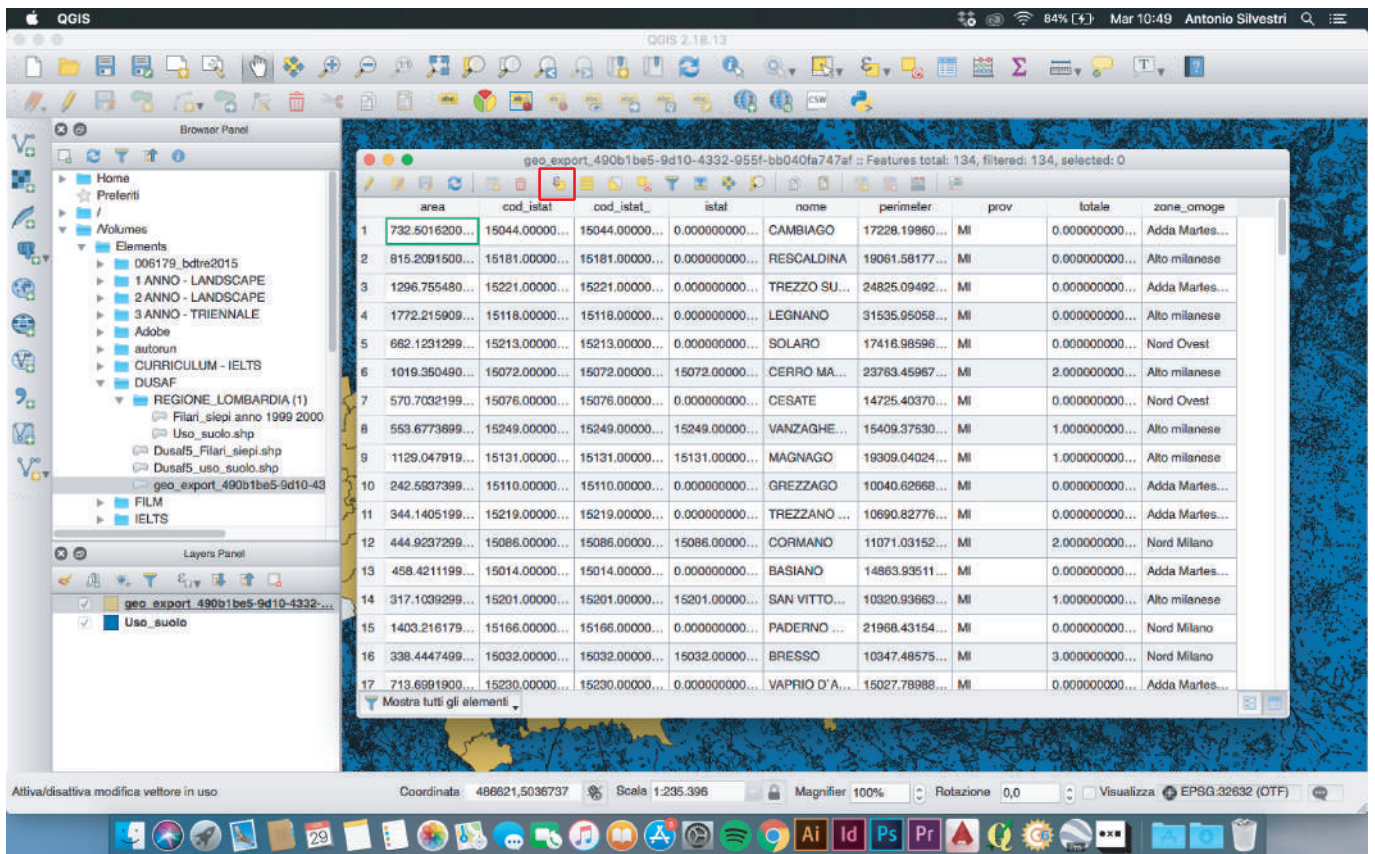 QGIS 84% Mar 10:49 Antonio Silvestri
QGIS 2.18.13
CSW
Browser Panel
Home
Preferiti
/
/Volumes
Elements
006179_bdtre2015
1 ANNO - LANDSCAPE
2 ANNO - LANDSCAPE
3 ANNO - TRIENNALE
Adobe
autorun
CURRICULUM - IELTS
DUSAF
REGIONE_LOMBARDIA (1)
Filari_siepi anno 1999 2000
Uso_suolo.shp
Dusaf5_Filari_siepi.shp
Dusaf5_uso_suolo.shp
geo_export_490b1be5-9d10-43
FILM
IELTS
Layers Panel
geo_export_490b1be5-9d10-4332-...
Uso_suolo
geo_export_490b1be5-9d10-4332-955f-bb040fa747af :: Features total: 134, filtered: 134, selected: 0
area cod_istat cod_istat_ istat nome perimeter prov totale zone_omoge
1 732.5016200... 15044.00000... 15044.00000... 0.000000000... CAMBIAGO 17228.19860... MI 0.000000000... Adda Martes...
2 815.2091500... 15181.00000... 15181.00000... 0.000000000... RESCALDINA 19061.58177... MI 0.000000000... Alto milanese
3 1296.755480... 15221.00000... 15221.00000... 0.000000000... TREZZO SU... 24825.09492... MI 0.000000000... Adda Martes...
4 1772.215909... 15118.00000... 15118.00000... 0.000000000... LEGNANO 31535.95058... MI 0.000000000... Alto milanese
5 662.1231299... 15213.00000... 15213.00000... 0.000000000... SOLARO 17416.98596... MI 0.000000000... Nord Ovest
6 1019.350490... 15072.00000... 15072.00000... 15072.00000... CERRO MA... 23763.45967... MI 2.000000000... Alto milanese
7 570.7032199... 15076.00000... 15076.00000... 0.000000000... CESATE 14725.40370... MI 0.000000000... Nord Ovest
8 553.6773699... 15249.00000... 15249.00000... 15249.00000... VANZAGHE... 15409.37530... MI 1.000000000... Alto milanese
9 1129.047919... 15131.00000... 15131.00000... 15131.00000... MAGNAGO 19309.04024... MI 1.000000000... Alto milanese
10 242.5937399... 15110.00000... 15110.00000... 0.000000000... GREZZAGO 10040.62668... MI 0.000000000... Adda Martes...
11 344.1405199... 15219.00000... 15219.00000... 0.000000000... TREZZANO ... 10690.82776... MI 0.000000000... Adda Martes...
12 444.9237299... 15086.00000... 15086.00000... 15086.00000... CORMANO 11071.03152... MI 2.000000000... Nord Milano
13 458.4211199... 15014.00000... 15014.00000... 0.000000000... BASIANO 14863.93511... MI 0.000000000... Adda Martes...
14 317.1039299... 15201.00000... 15201.00000... 15201.00000... SAN VITTO... 10320.93663... MI 1.000000000... Alto milanese
15 1403.216179... 15166.00000... 15166.00000... 0.000000000... PADERNO ... 21968.43154... MI 0.000000000... Nord Milano
16 338.4447499... 15032.00000... 15032.00000... 15032.00000... BRESSO 10347.48575... MI 3.000000000... Nord Milano
17 713.6991900... 15230.00000... 15230.00000... 0.000000000... VAPRIO D'A... 15027.78988... MI 0.000000000... Adda Martes...
Mostra tutti gli elementi
Attiva/disattiva modifica vettore in uso Coordinate 486621,5036737 Scala 1:235.396 Magnifier 100% Rotazione 0,0 Visualizza EPSG:32632 (OTF)
29 Ai Id Ps Pr